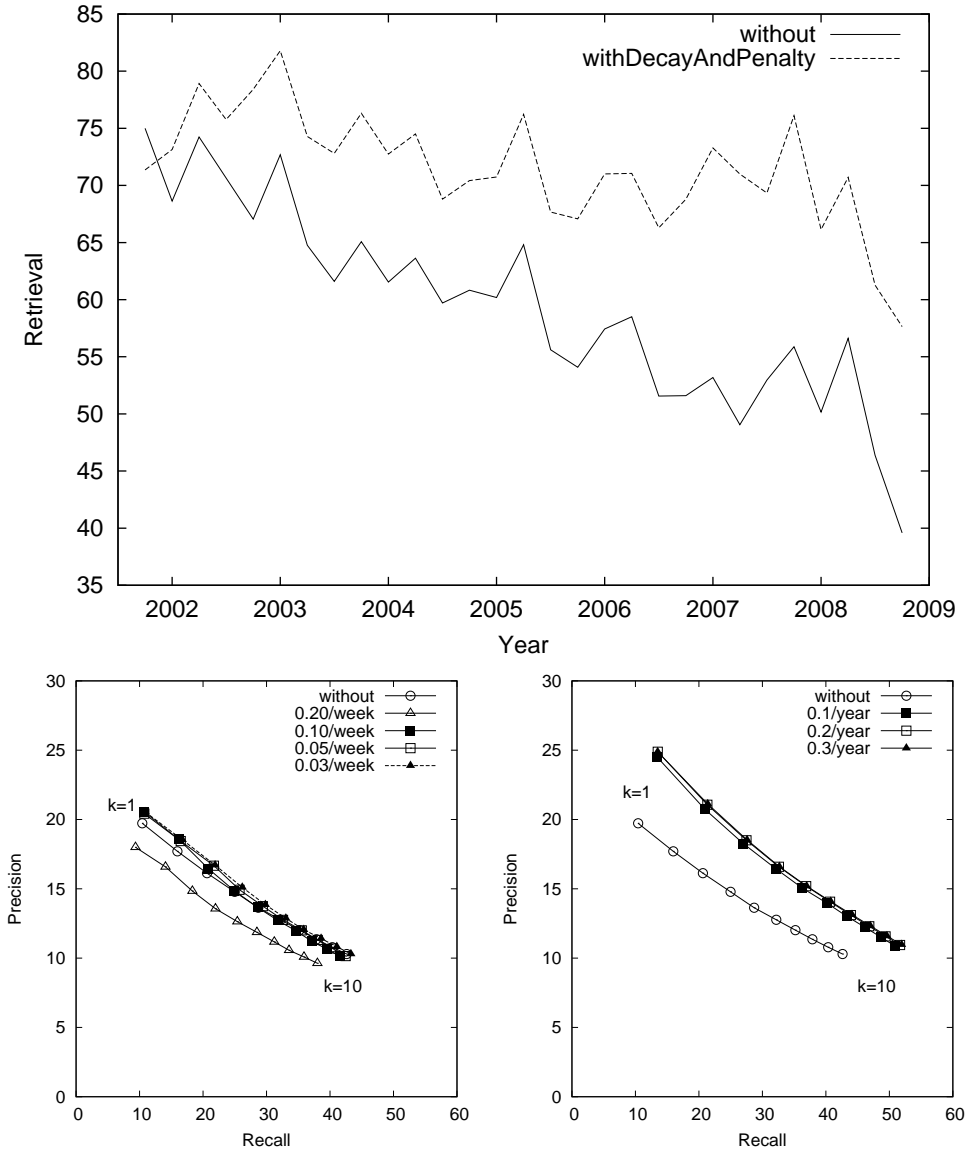 85
80
75
70
65
60
55
50
45
40
35
Retrieval
without
withDecayAndPenalty
2002 2003 2004 2005 2006 2007 2008 2009
Year
30
25
20
15
10
5
0
Precision
without
0.20/week
0.10/week
0.05/week
0.03/week
k=1
k=10
0 10 20 30 40 50 60
Recall
30
25
20
15
10
5
0
Precision
without
0.1/year
0.2/year
0.3/year
k=1
k=10
0 10 20 30 40 50 60
Recall